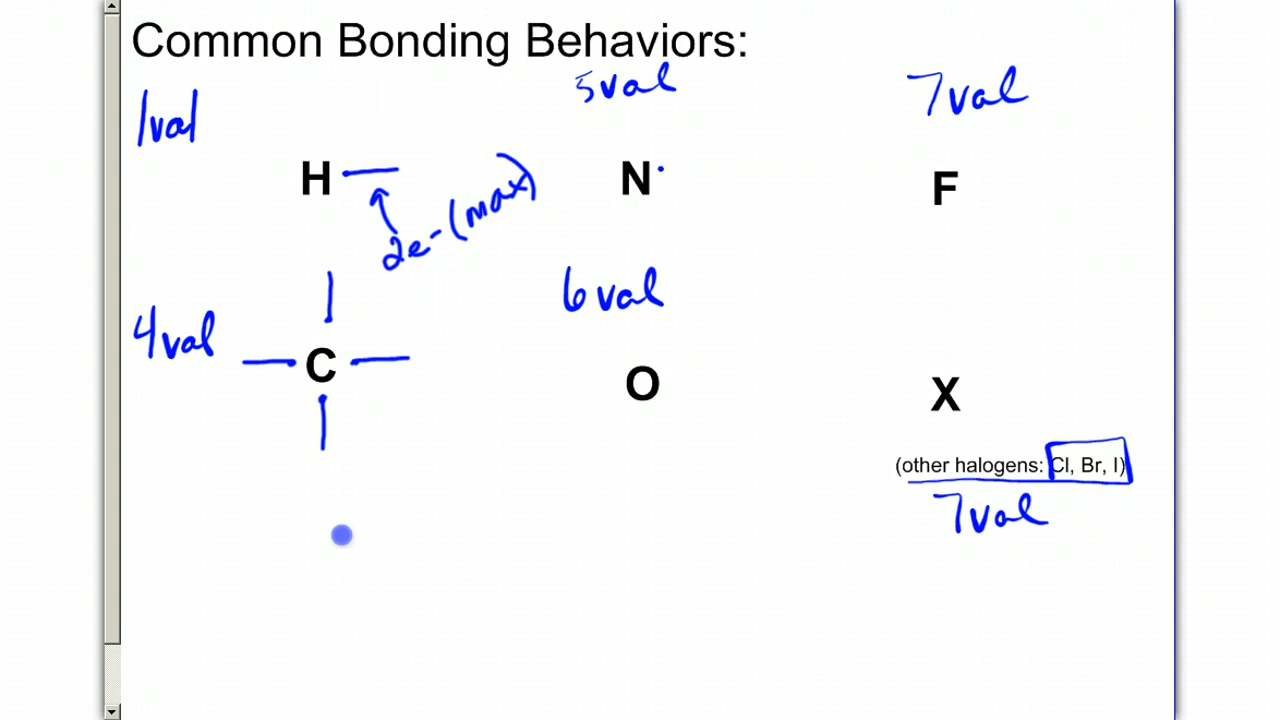 Common Bonding Behaviors:
1val
5val
7val
H
N
F
2e-(max)
4val
6val
C
O
X
(other halogens: Cl, Br, I)
7val